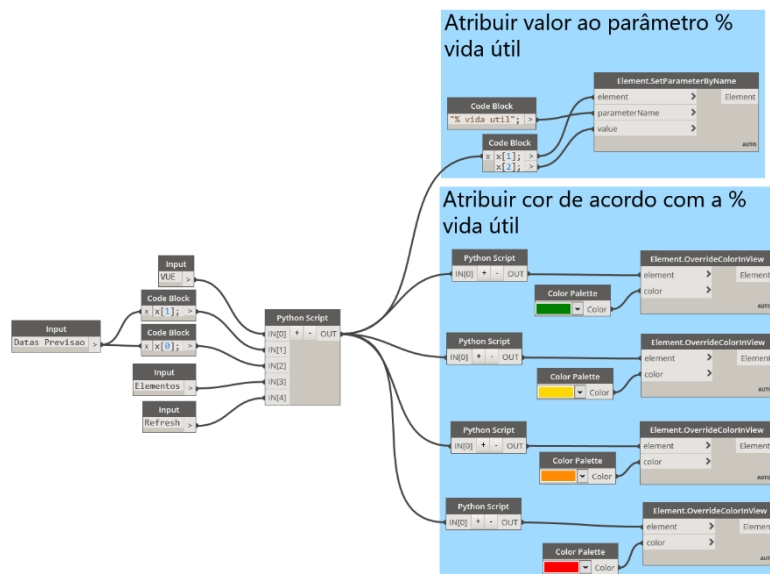 Atribuir valor ao parâmetro %
vida útil
Element.SetParameterByName
element > Element
parameterName >
value >
AUTO
Code Block
"% vida util"; >
Code Block
x x[1]; >
x[2]; >
Atribuir cor de acordo com a %
vida útil
Python Script
IN[0] + - OUT
Color Palette
Color
Element.OverrideColorInView
element > Element
color >
AUTO
Input
VUE >
Code Block
x x[1]; >
Input
Datas Previsao >
Code Block
x x[0]; >
Input
Elementos >
Input
Refresh >
Python Script
IN[0] + - OUT
IN[1]
IN[2]
IN[3]
IN[4]
Python Script
IN[0] + - OUT
Color Palette
Color
Element.OverrideColorInView
element > Element
color >
AUTO
Python Script
IN[0] + - OUT
Color Palette
Color
Element.OverrideColorInView
element > Element
color >
AUTO
Python Script
IN[0] + - OUT
Color Palette
Color
Element.OverrideColorInView
element > Element
color >
AUTO